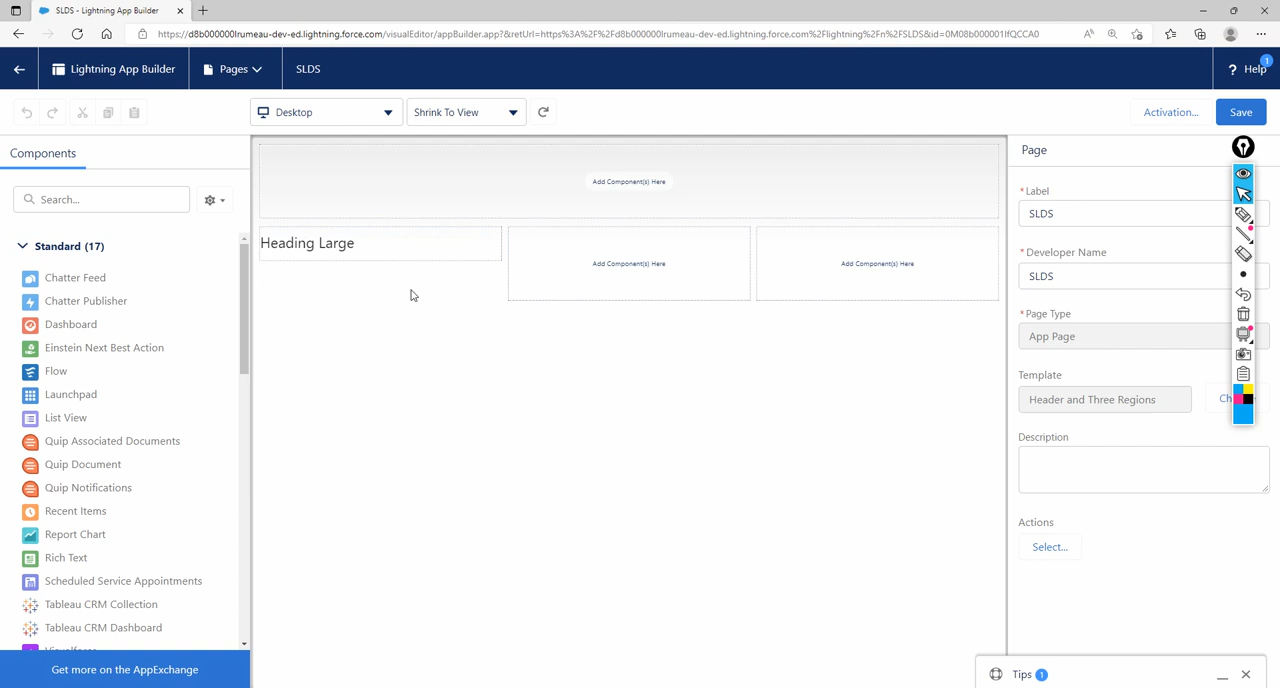 SLDS - Lightning App Builder
https://d8b000000lrumeau-dev-ed.lightning.force.com/visualEditor/appBuilder.app?&retUrl=https%3A%2F%2Fd8b000000lrumeau-dev-ed.lightning.force.com%2Flightning%2Fn%2FSLDS&id=0M08b000001lfQCCA0
Lightning App Builder
Pages
SLDS
? Help
1
Desktop
Shrink To View
Activation...
Save
Components
Search...
Standard (17)
Chatter Feed
Chatter Publisher
Dashboard
Einstein Next Best Action
Flow
Launchpad
List View
Quip Associated Documents
Quip Document
Quip Notifications
Recent Items
Report Chart
Rich Text
Scheduled Service Appointments
Tableau CRM Collection
Tableau CRM Dashboard
Get more on the AppExchange
Add Component(s) Here
Heading Large
Add Component(s) Here
Add Component(s) Here
Page
*Label
SLDS
*Developer Name
SLDS
*Page Type
App Page
Template
Header and Three Regions
Description
Actions
Select...
Tips 1